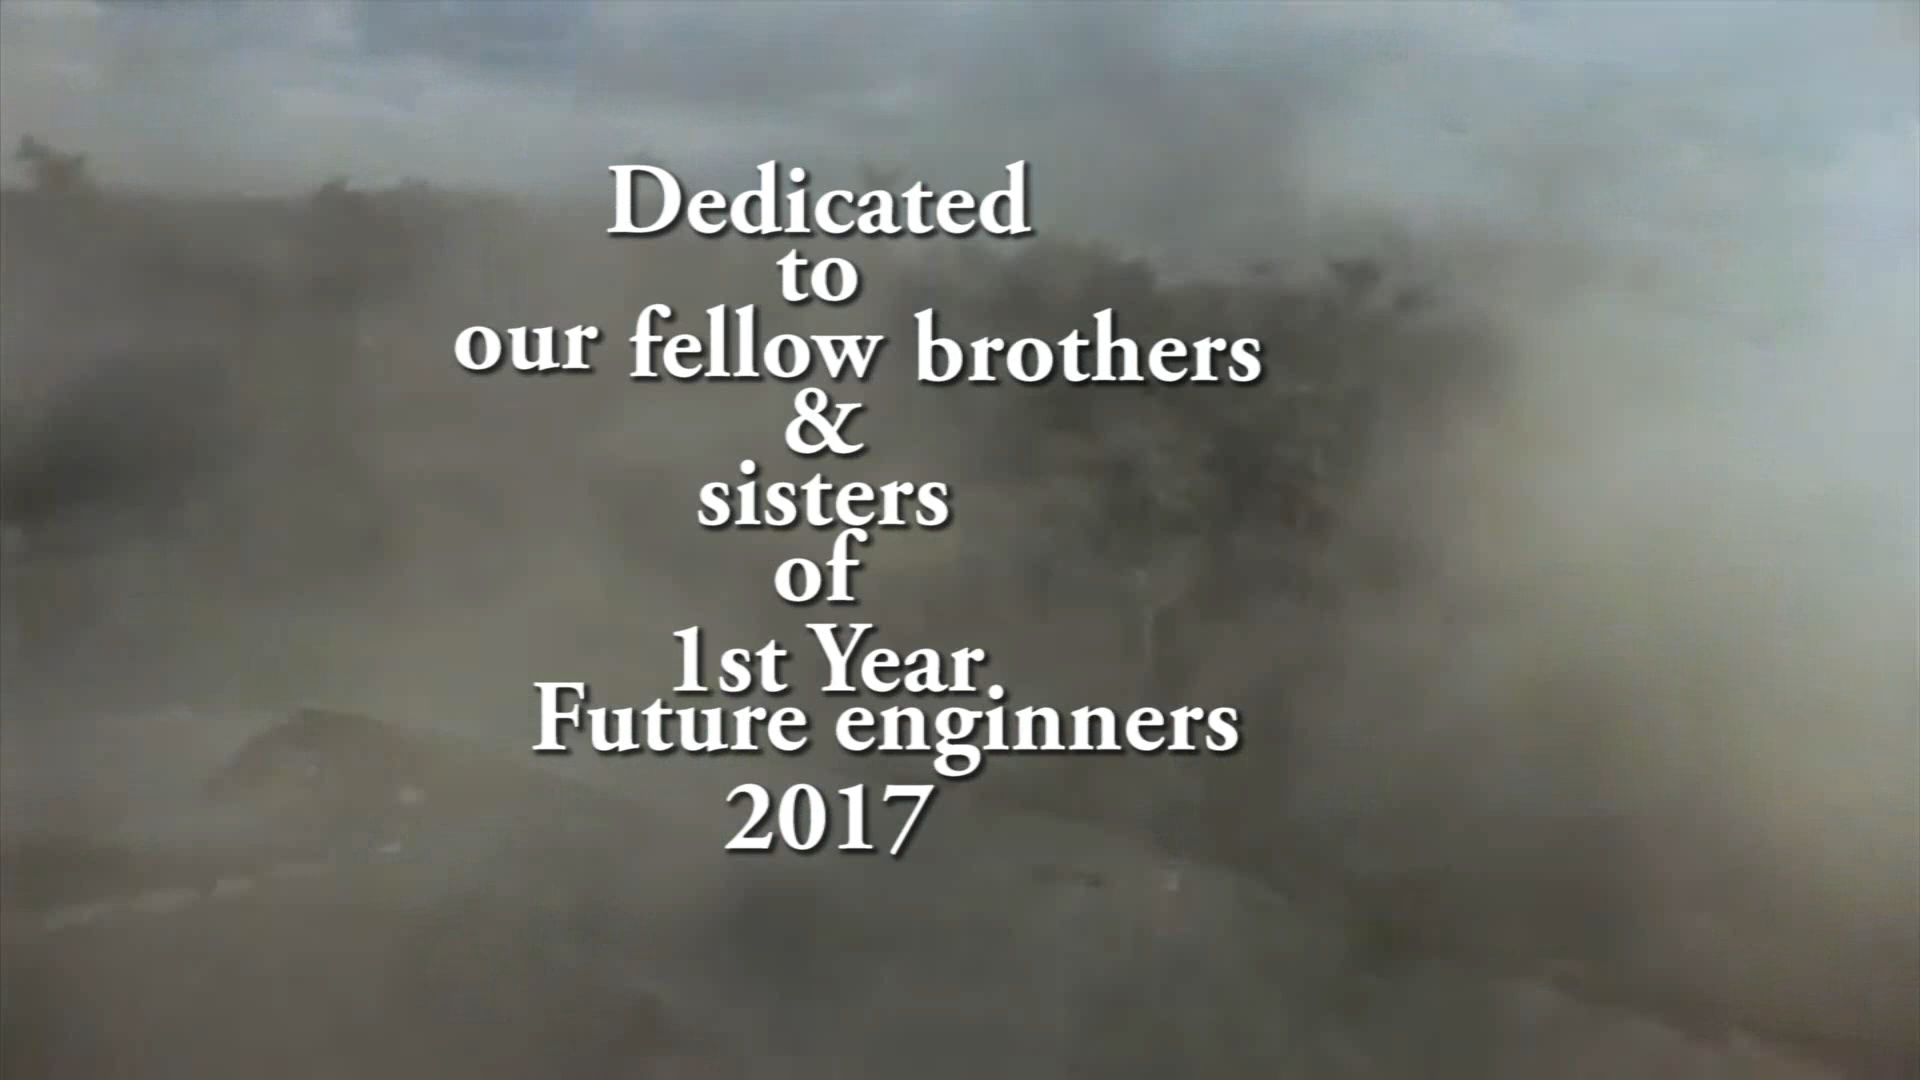 Dedicated
to
our fellow brothers
&
sisters
of
1st Year
Future enginners
2017